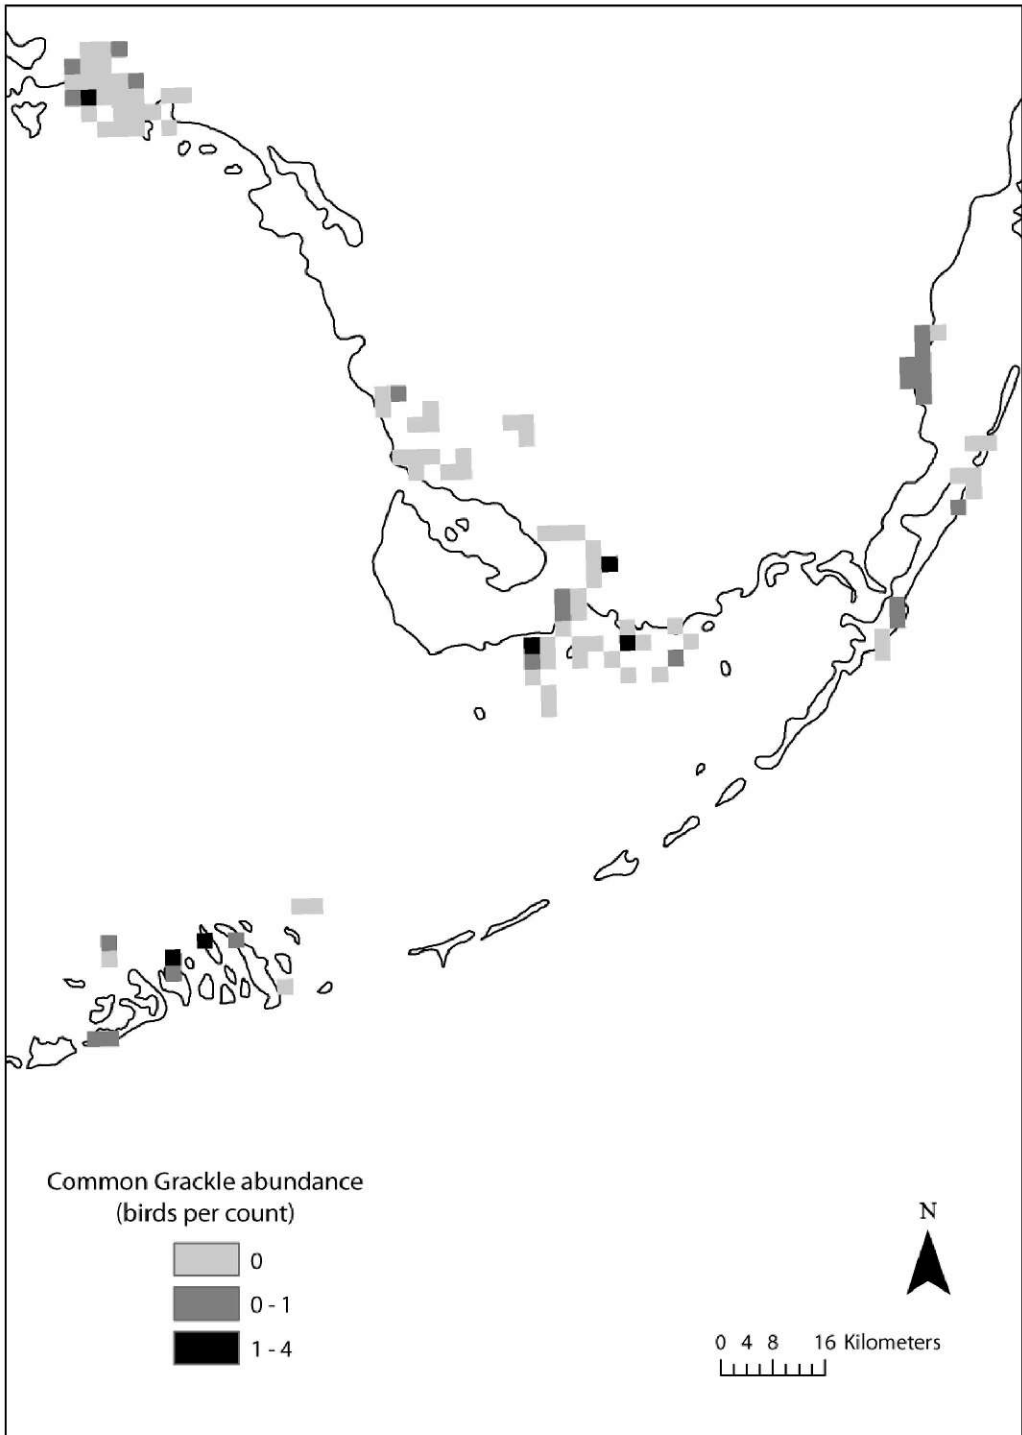 Common Grackle abundance
(birds per count)
0
0 - 1
1 - 4
N
0 4 8 16 Kilometers